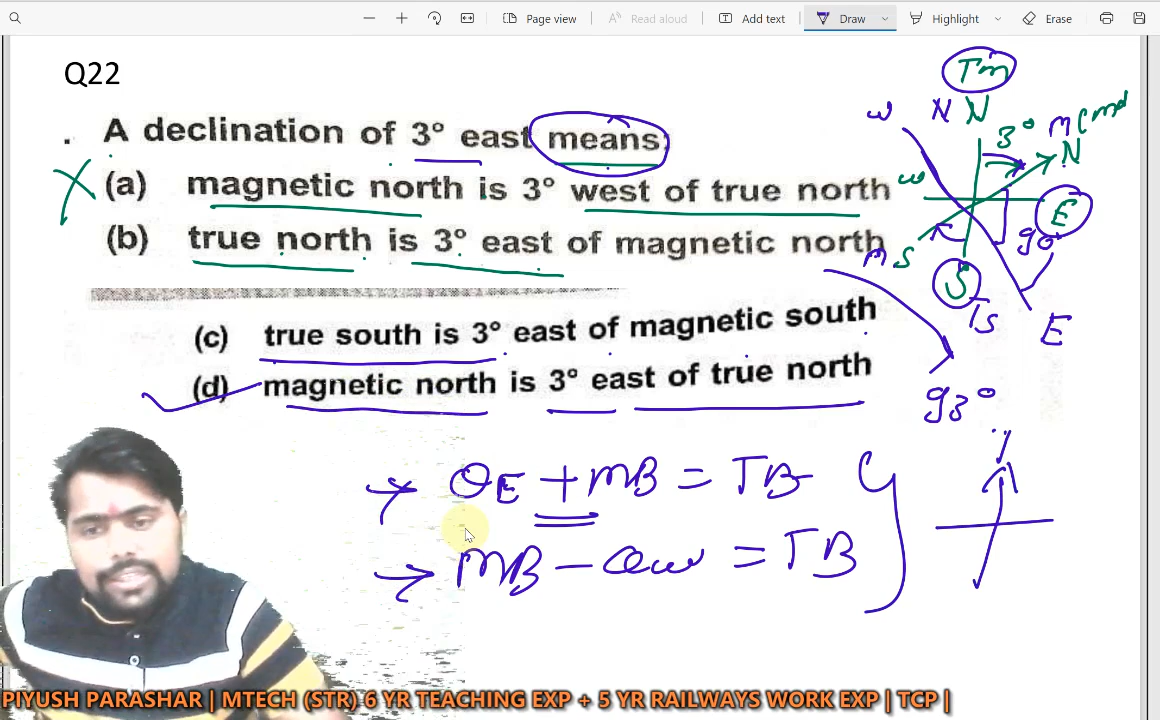 Page view
Read aloud
Add text
Draw
Highlight
Erase
Q22
. A declination of 3° east means:
(a) magnetic north is 3° west of true north
(b) true north is 3° east of magnetic north
(c) true south is 3° east of magnetic south
(d) magnetic north is 3° east of true north
Tm
W N N 3° M
N
W E
90°
M S S
TS E
93°
θE + MB = TB
MB - θw = TB
PIYUSH PARASHAR | MTECH (STR) 6 YR TEACHING EXP + 5 YR RAILWAYS WORK EXP | TCP |